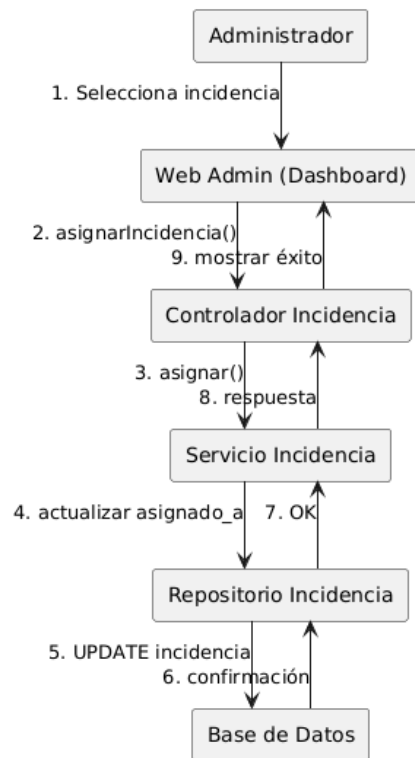 Administrador
1. Selecciona incidencia
Web Admin (Dashboard)
2. asignarIncidencia()
9. mostrar éxito
Controlador Incidencia
3. asignar()
8. respuesta
Servicio Incidencia
4. actualizar asignado_a
7. OK
Repositorio Incidencia
5. UPDATE incidencia
6. confirmación
Base de Datos